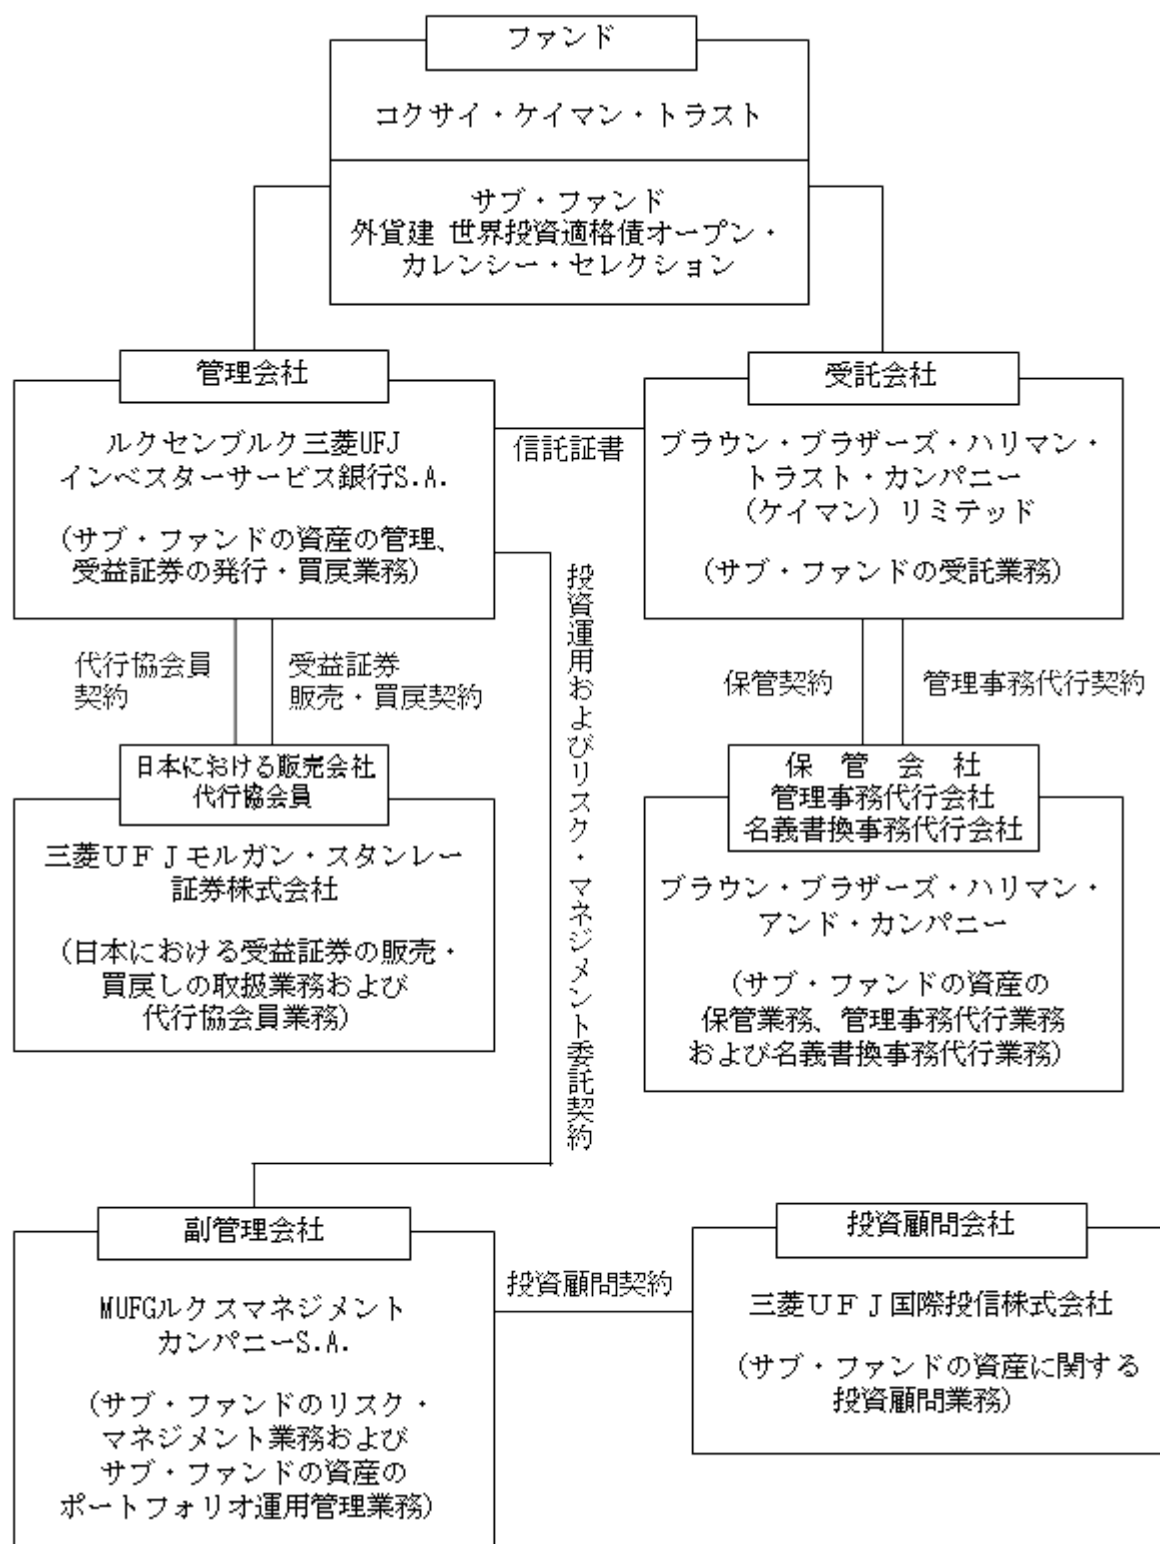 ファンド
コクサイ・ケイマン・トラスト
サブ・ファンド
外貨建 世界投資適格債オープン・
カレンシー・セレクション
管理会社
ルクセンブルク三菱UFJ
インベスターサービス銀行S.A.
(サブ・ファンドの資産の管理、
受益証券の発行・買戻業務)
信託証書
受託会社
ブラウン・ブラザーズ・ハリマン・
トラスト・カンパニー
(ケイマン)リミテッド
(サブ・ファンドの受託業務)
代行協会員
契約
受益証券
販売・買戻契約
投資運用およびリスク・マネジメント委託契約
保管契約
管理事務代行契約
日本における販売会社
代行協会員
三菱UFJモルガン・スタンレー
証券株式会社
(日本における受益証券の販売・
買戻しの取扱業務および
代行協会員業務)
保管会社
管理事務代行会社
名義書換事務代行会社
ブラウン・ブラザーズ・ハリマン・
アンド・カンパニー
(サブ・ファンドの資産の
保管業務、管理事務代行業務
および名義書換事務代行業務)
副管理会社
MUFGルクスマネジメント
カンパニーS.A.
(サブ・ファンドのリスク・
マネジメント業務および
サブ・ファンドの資産の
ポートフォリオ運用管理業務)
投資顧問契約
投資顧問会社
三菱UFJ国際投信株式会社
(サブ・ファンドの資産に関する
投資顧問業務)